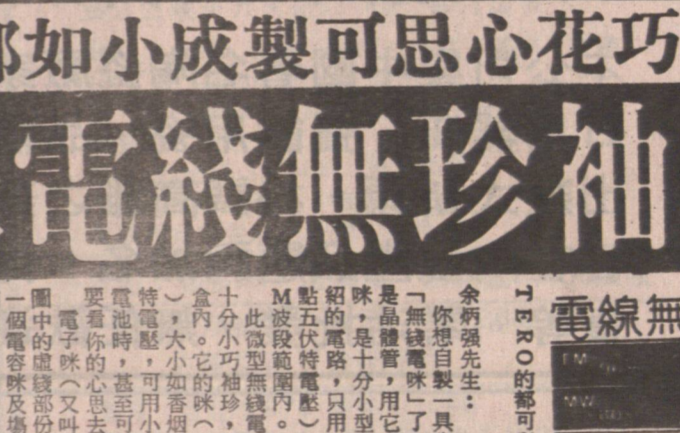 巧花心思可製成小如
袖珍無綫電
無線電
FM
MW
TERO的都可
余炳强先生：
你想自製一具
「無綫電咪」了
是晶體管，用它
咪，是十分小型
紹的電路，只用
點五伏特電壓）
M波段範圍內。
此微型無綫電
十分小巧袖珍，
盒內。它的咪（
），大小如香烟
特電壓，可用小
電池時，甚至可
要看你的心思去
電子咪（又叫
圖中的虛綫部份
一個電容咪及塲